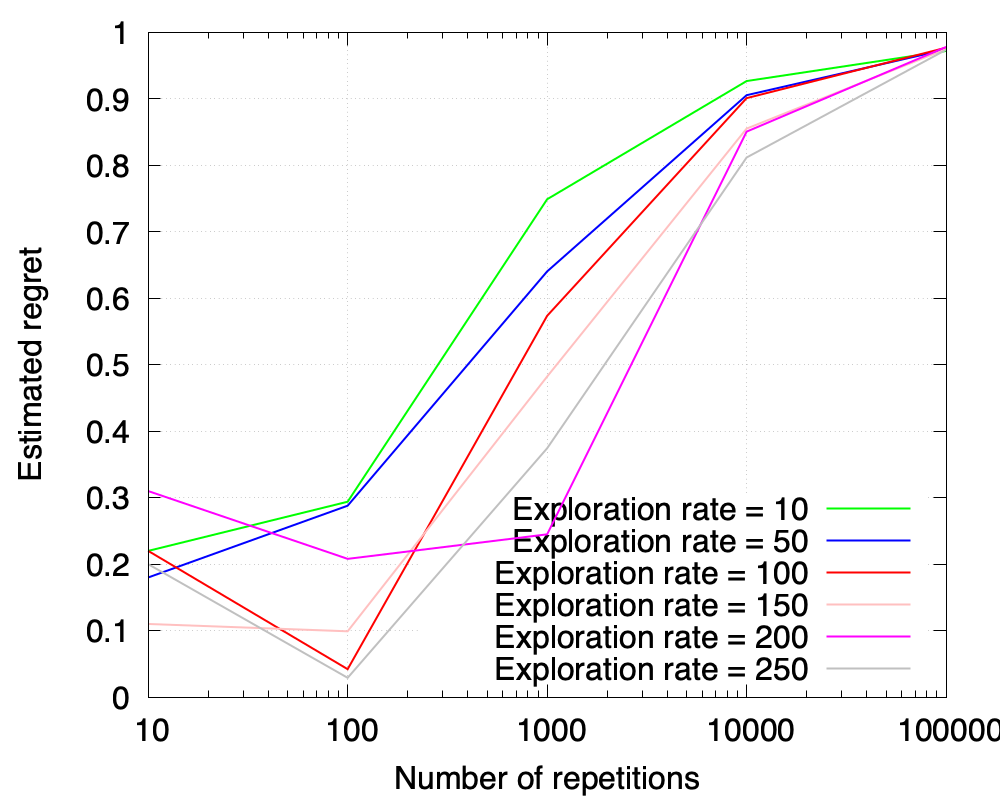 1
0.9
0.8
0.7
0.6
0.5
0.4
0.3
0.2
0.1
0
Estimated regret
Exploration rate = 10
Exploration rate = 50
Exploration rate = 100
Exploration rate = 150
Exploration rate = 200
Exploration rate = 250
10 100 1000 10000 100000
Number of repetitions